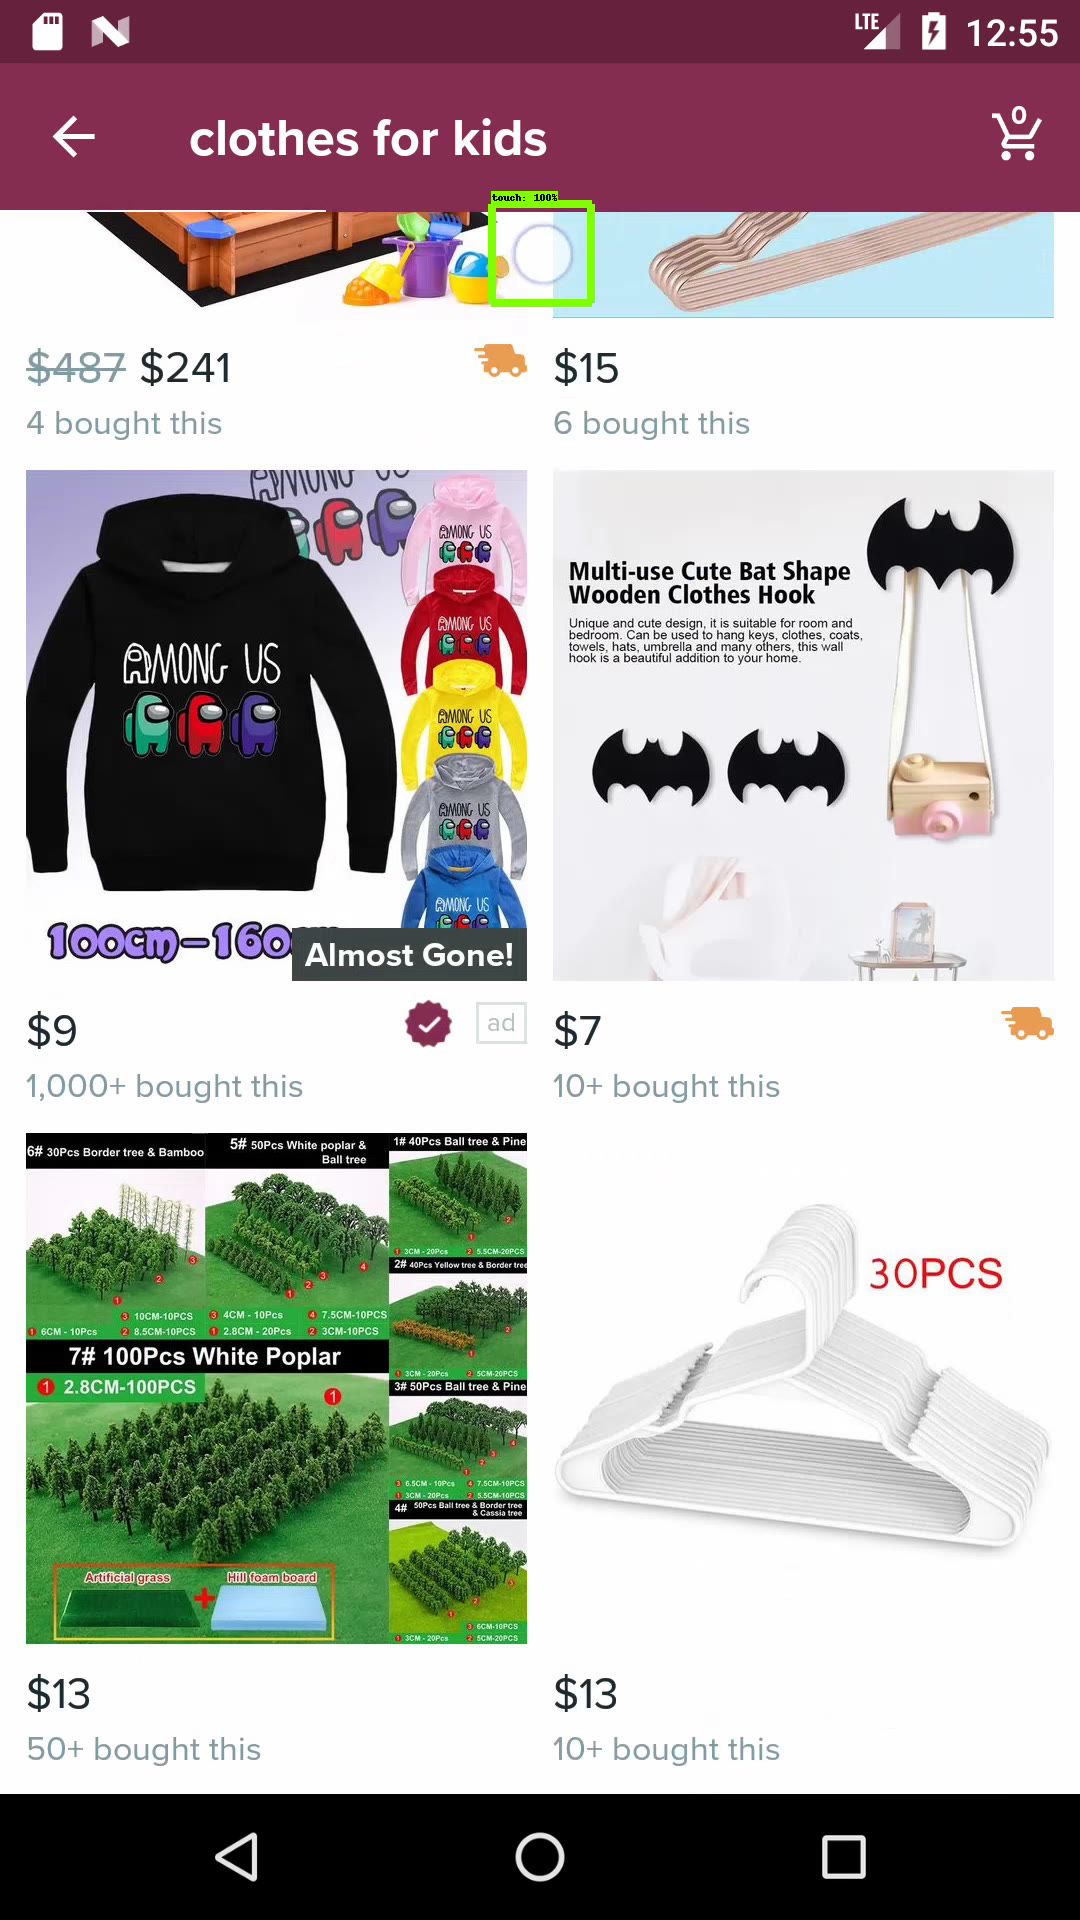 LTE 12:55
clothes for kids
0
touch: 100%
$487 $241
4 bought this
$15
6 bought this
AMONG US
AMONG US
AMONG US
AMONG US
AMONG US
AMONG US
AMONG US
100cm-160
Almost Gone!
Multi-use Cute Bat Shape
Wooden Clothes Hook
Unique and cute design, it is suitable for room and
bedroom. Can be used to hang keys, clothes, coats,
towels, hats, umbrella and many others, this wall
hook is a beautiful addition to your home.
$9
ad
1,000+ bought this
$7
10+ bought this
6# 30Pcs Border tree & Bamboo
3 10CM-10PCS
1 6CM - 10Pcs 2 8.5CM-10PCS
5# 50Pcs White poplar &
Ball tree
3 4CM - 10Pcs 4 7.5CM-10PCS
1 2.8CM - 20Pcs 2 3CM-10PCS
1# 40Pcs Ball tree & Pine
1 3CM - 20Pcs 2 5.5CM-20PCS
2# 40Pcs Yellow tree & Border tree
1 3CM - 20Pcs 2 5CM-20PCS
7# 100Pcs White Poplar
1 2.8CM-100PCS
1
3# 50Pcs Ball tree & Pine
3 6.5CM - 10Pcs 4 7.5CM-10PCS
1 3CM - 20Pcs 2 5.5CM-10PCS
4# 50Pcs Ball tree & Border tree
& Cassia tree
3 6CM-10PCS
1 3CM - 20Pcs 2 5CM-20PCS
Artificial grass + Hill foam board
30PCS
$13
50+ bought this
$13
10+ bought this